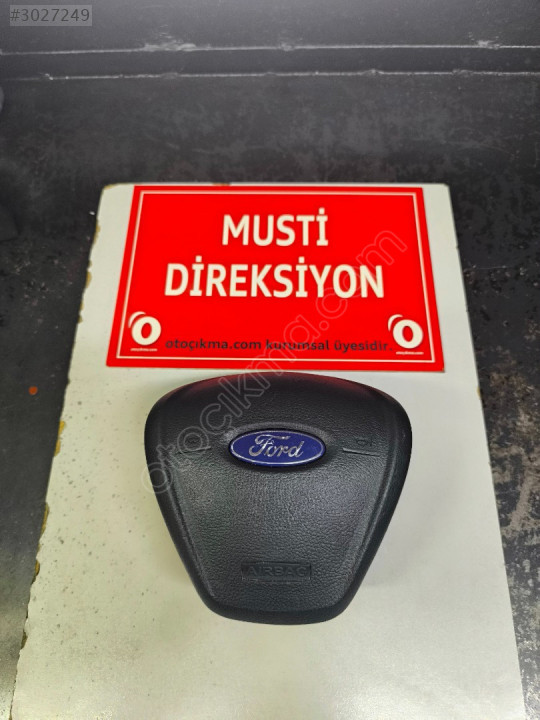 #3027249
MUSTİ
DİREKSİYON
otoçıkma.com kurumsal üyesidir.
otoçıkma.com
Ford
AIRBAG